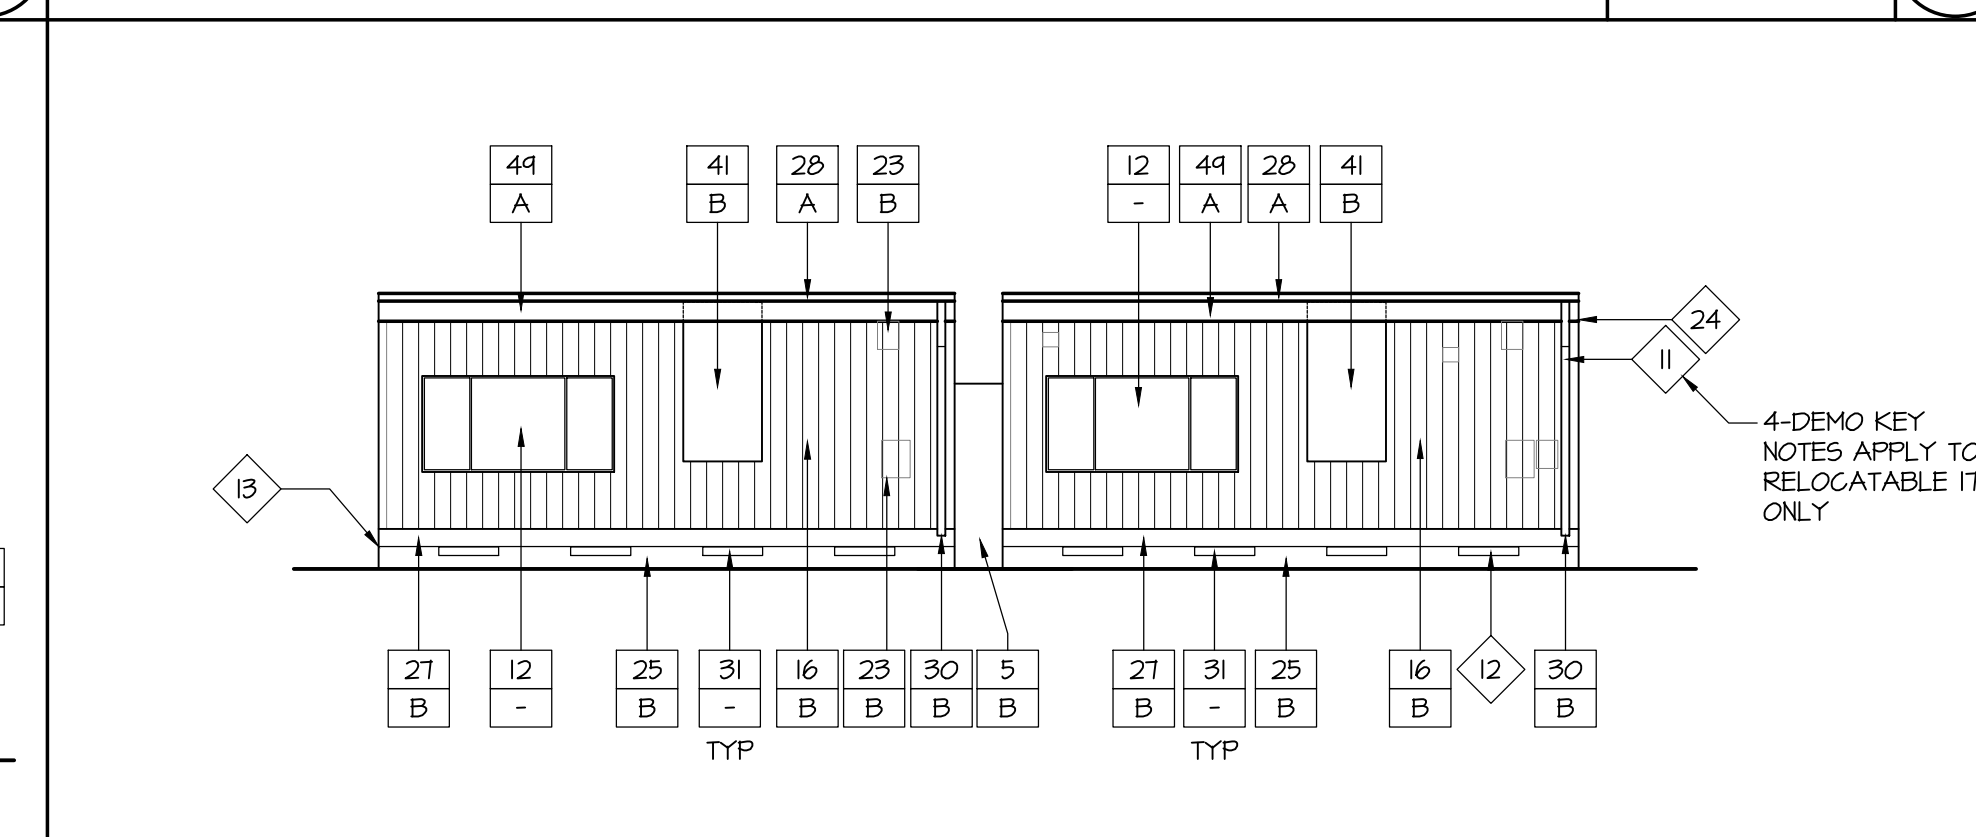 49 41 28 23 12 49 28 41
A B A B - A A B
24
11
4-DEMO KEY
NOTES APPLY TO
RELOCATABLE
ONLY
13
27 12 25 31 16 23 30 5 27 31 25 16 12 30
B - B - B B B B B - B B B
TYP TYP